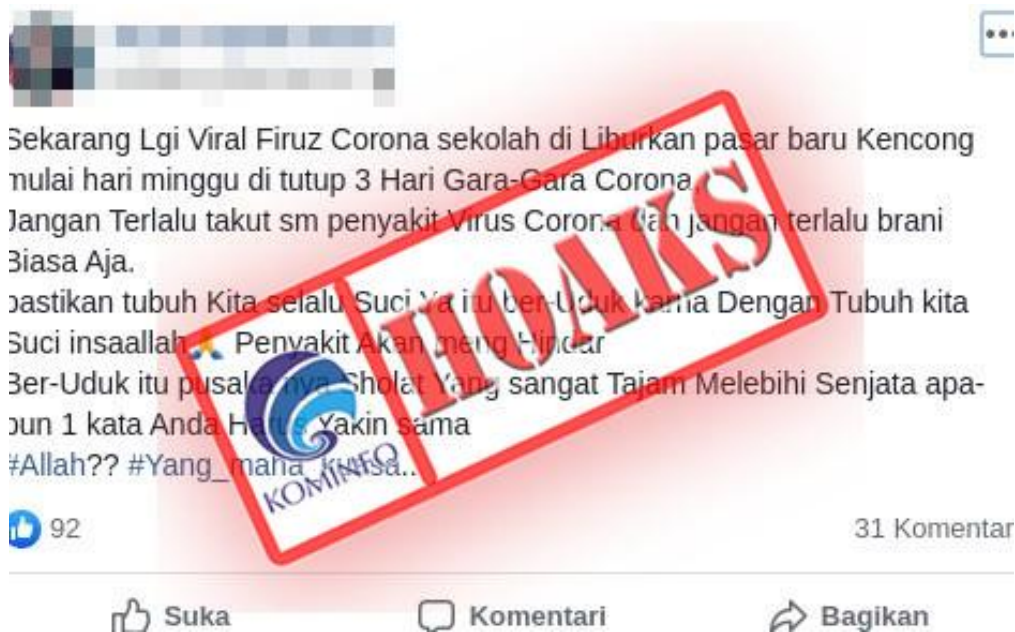 Sekarang Lgi Viral Firuz Corona sekolah di Liburkan pasar baru Kencong
mulai hari minggu di tutup 3 Hari Gara-Gara Corona
Jangan Terlalu takut sm penyakit Virus Corona dan jangan terlalu brani
Biasa Aja.
pastikan tubuh Kita selalu Suci Ya itu ber-Uduk karna Dengan Tubuh kita
Suci insaallah🙏 Penyakit Akan meng Hindar
Ber-Uduk itu pusaka nya Sholat Yang sangat Tajam Melebihi Senjata apa-
pun 1 kata Anda Harus Yakin sama
#Allah?? #Yang_maha_kuasa..
HOAKS
KOMINFO
92
31 Komentar
Suka
Komentari
Bagikan